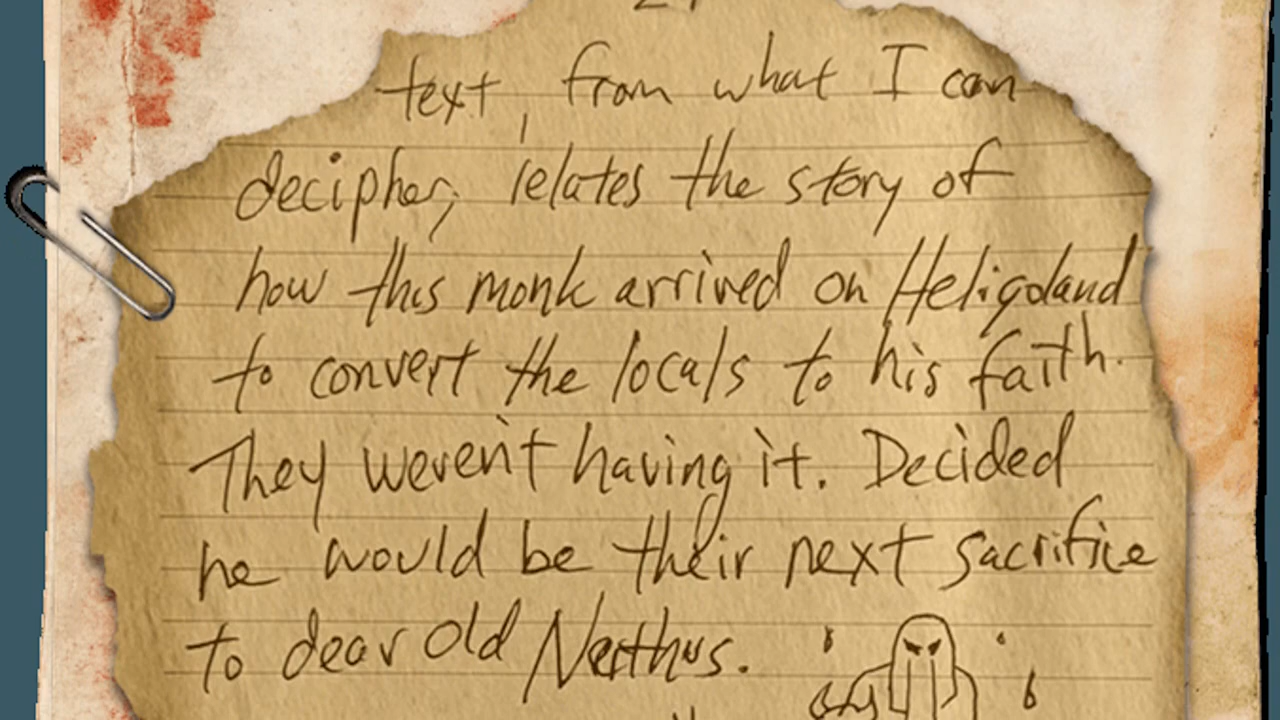 text, from what I can
decipher, relates the story of
how this monk arrived on Heligoland
to convert the locals to his faith.
They weren't having it. Decided
he would be their next sacrifice
to dear old Nerthus.